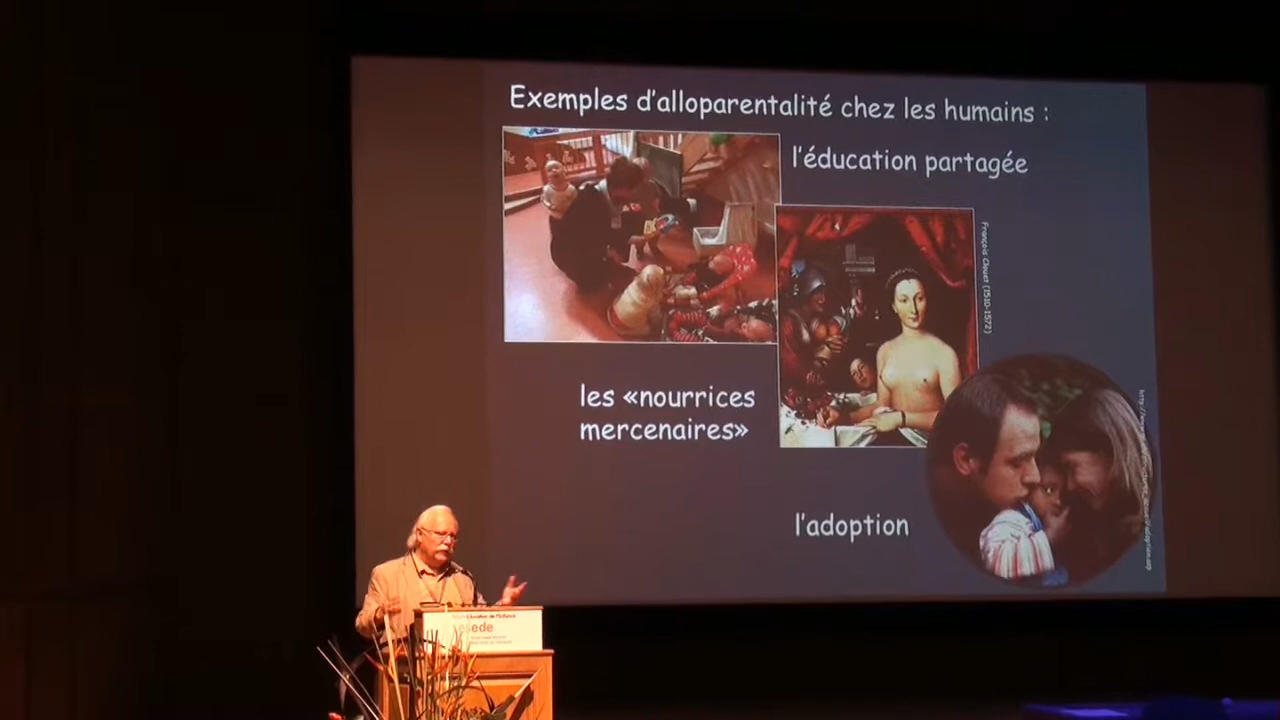 Exemples d'alloparentalité chez les humains :
l'éducation partagée
François Clouet (1510-1572)
les «nourrices
mercenaires»
l'adoption